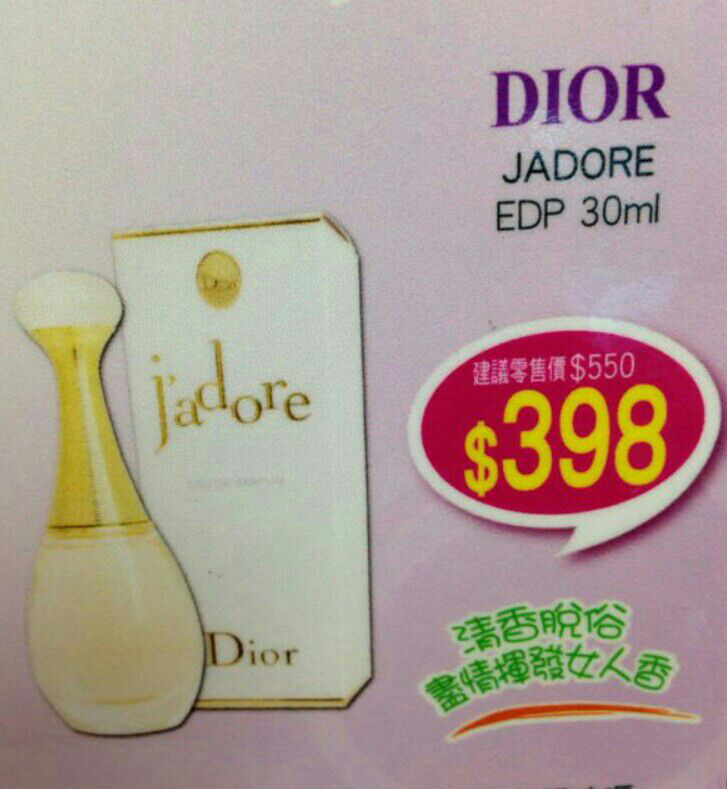 DIOR
JADORE
EDP 30ml
Dior
j'adore
Dior
建議零售價 $550
$398
清香脫俗
盡情揮發女人香